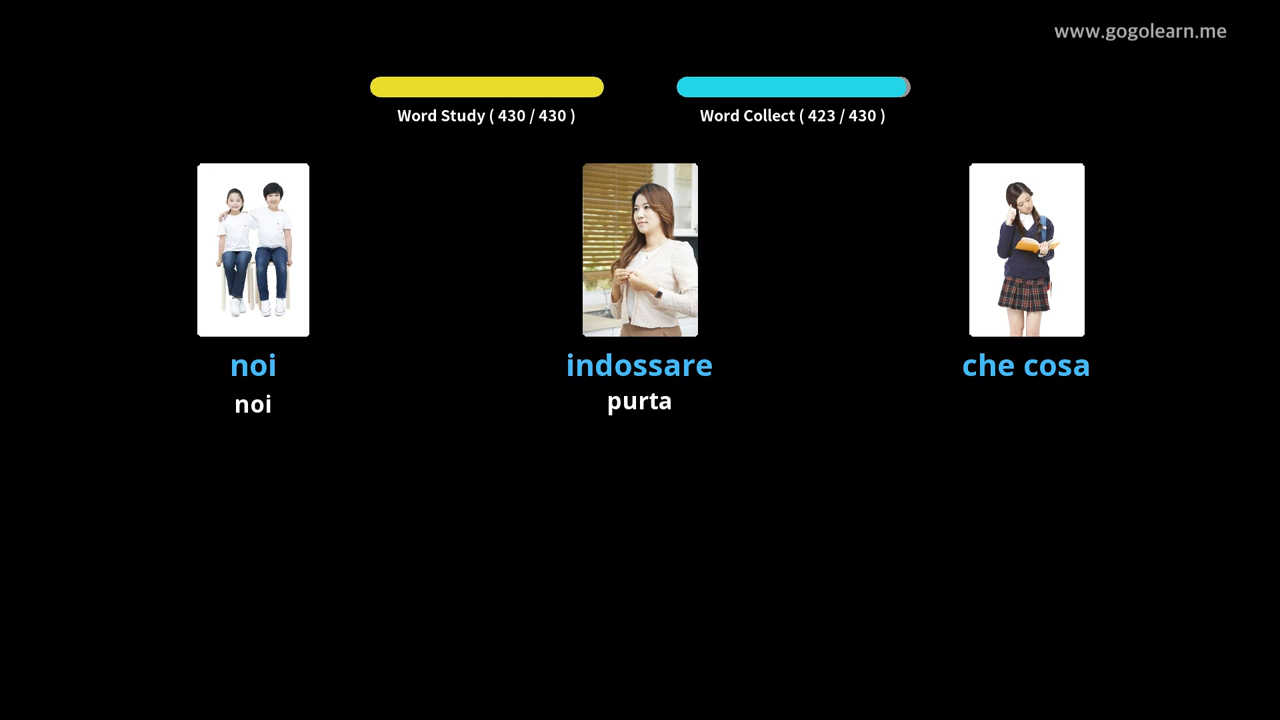 www.gogolearn.me
Word Study ( 430 / 430 )
Word Collect ( 423 / 430 )
noi
indossare
che cosa
noi
purta